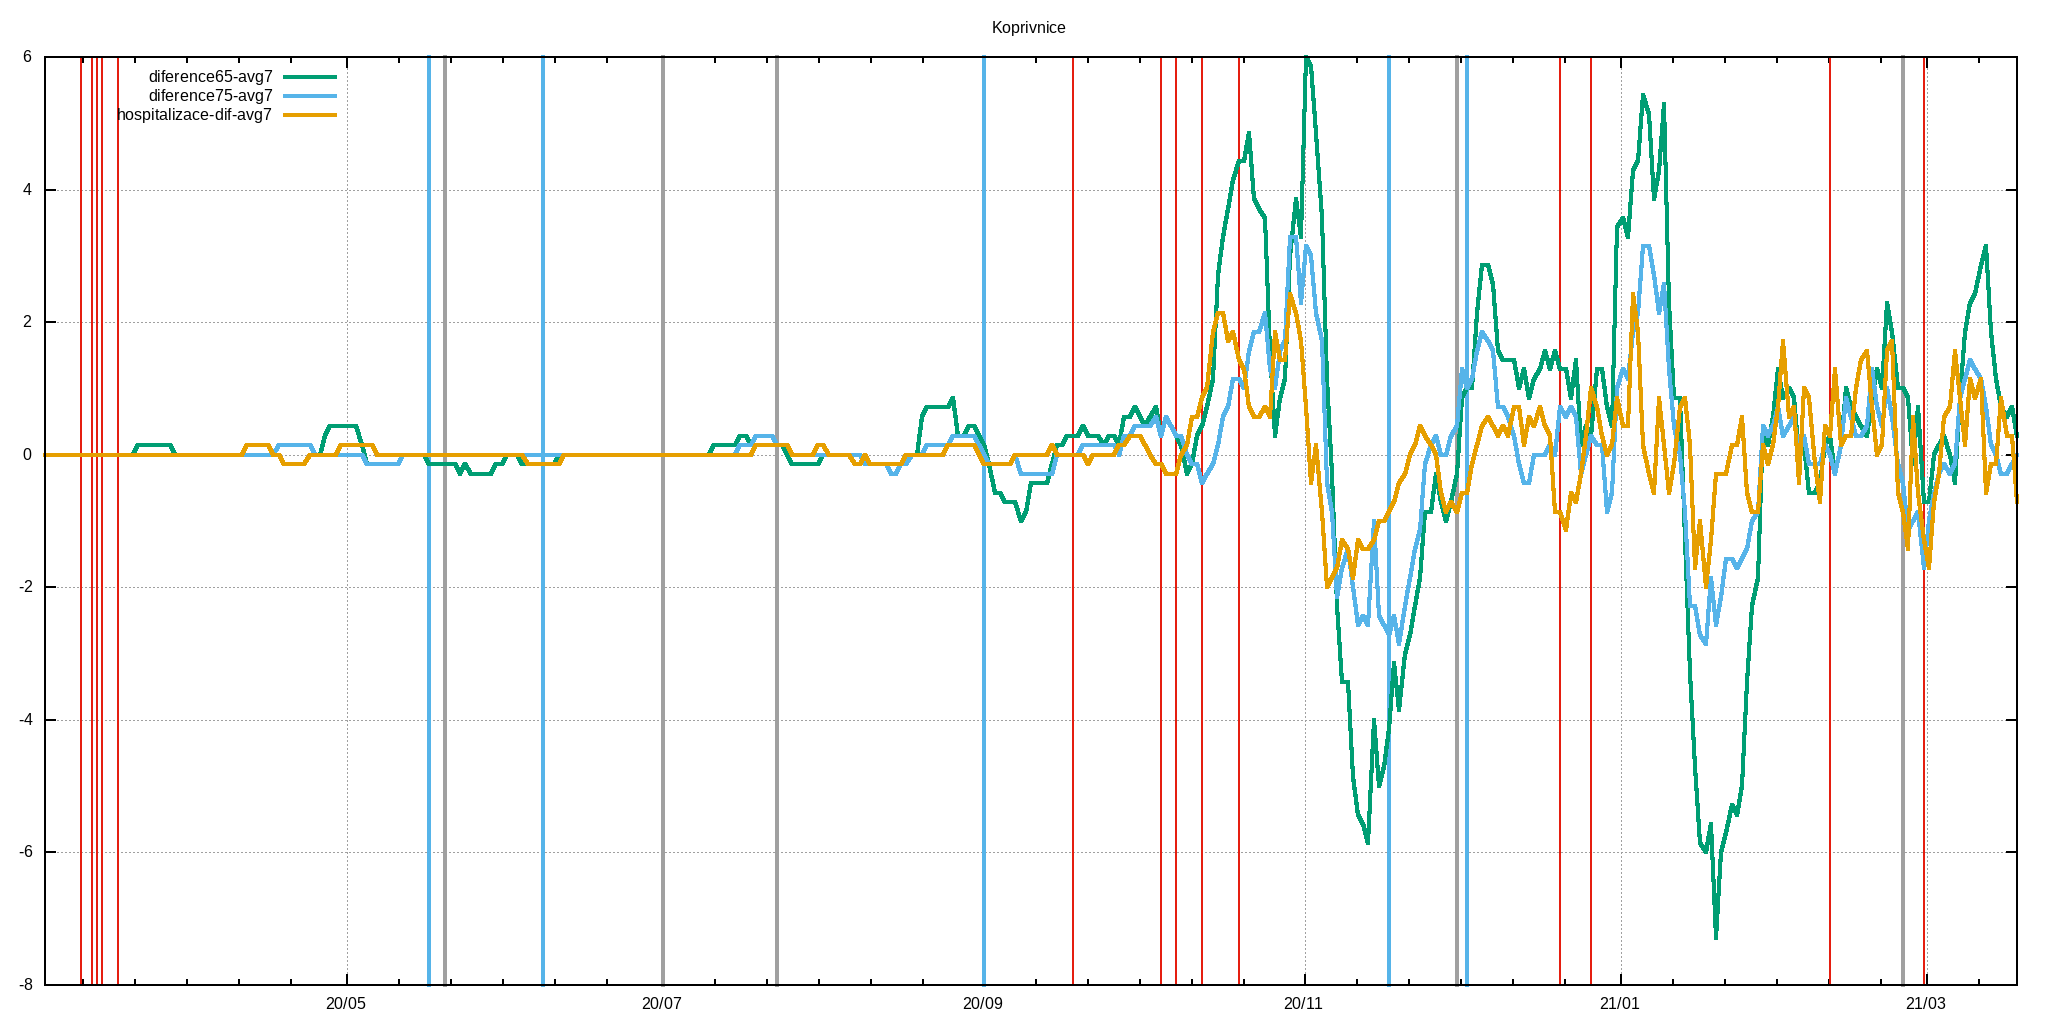 Koprivnice
diference65-avg7
diference75-avg7
hospitalizace-dif-avg7
6
4
2
0
-2
-4
-6
-8
20/05 20/07 20/09 20/11 21/01 21/03